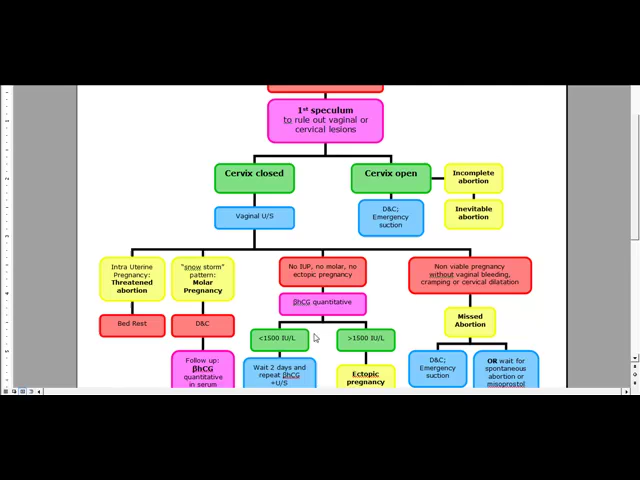 1st speculum
to rule out vaginal or
cervical lesions
Cervix closed
Cervix open
Incomplete
abortion
Vaginal U/S
D&C;
Emergency
suction
Inevitable
abortion
Intra Uterine
Pregnancy:
Threatened
abortion
"snow storm"
pattern:
Molar
Pregnancy
No IUP, no molar, no
ectopic pregnancy
Non viable pregnancy
without vaginal bleeding,
cramping or cervical dilatation
βhCG quantitative
Bed Rest
D&C
Missed
Abortion
<1500 IU/L
>1500 IU/L
Follow up:
βhCG
quantitative
in serum
Wait 2 days and
repeat βhCG
+U/S
Ectopic
pregnancy
D&C;
Emergency
suction
OR wait for
spontaneous
abortion or
misoprostol